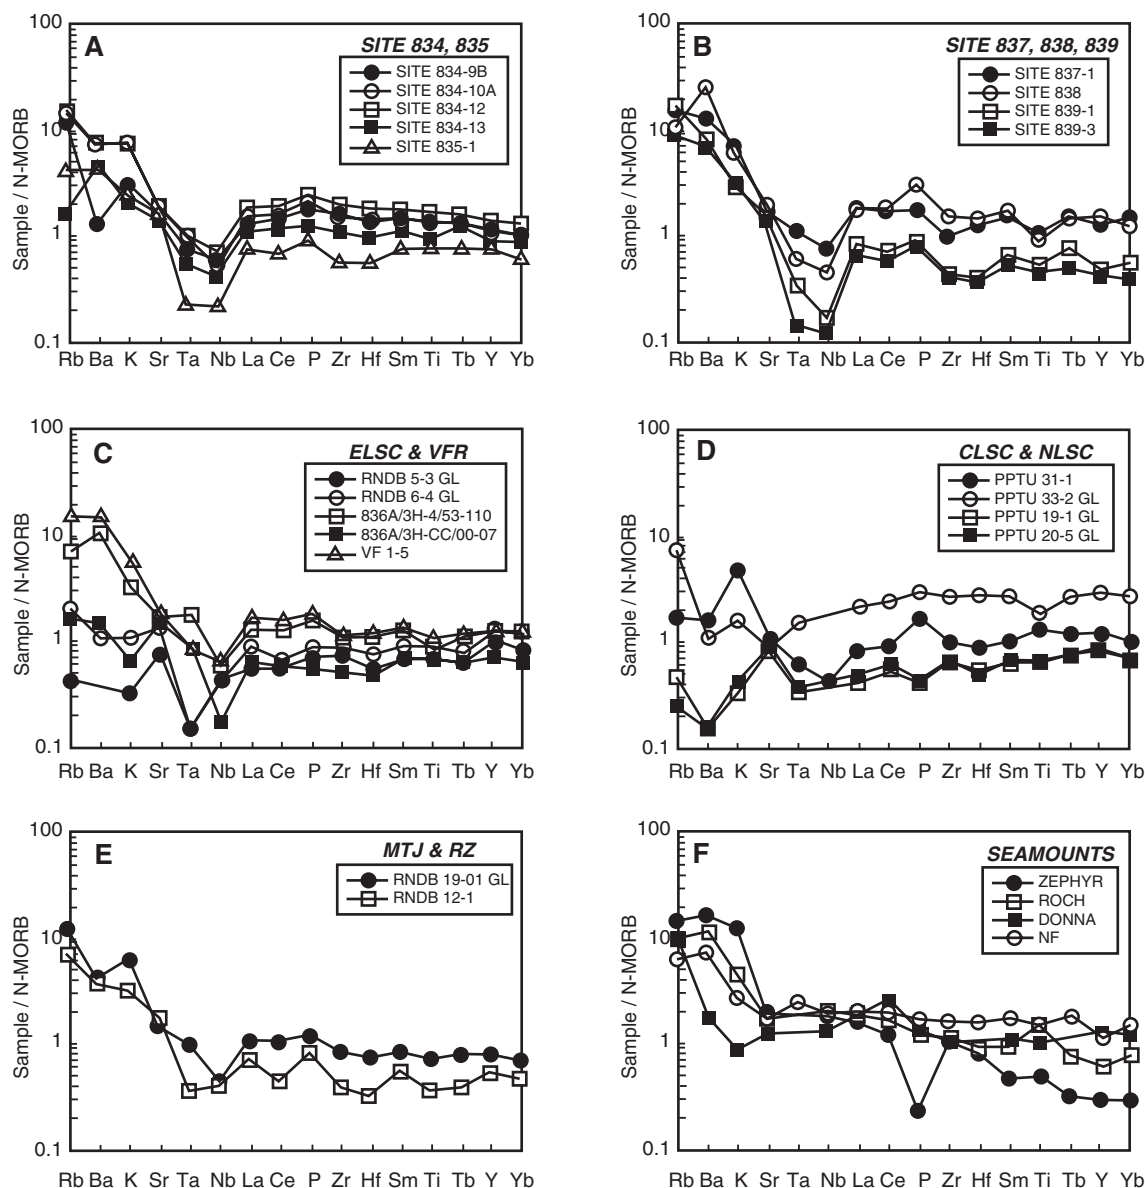 A
SITE 834, 835
SITE 834-9B
SITE 834-10A
SITE 834-12
SITE 834-13
SITE 835-1
100
10
1
0.1
Sample / N-MORB
Rb Ba K Sr Ta Nb La Ce P Zr Hf Sm Ti Tb Y Yb
B
SITE 837, 838, 839
SITE 837-1
SITE 838
SITE 839-1
SITE 839-3
100
10
1
0.1
Sample / N-MORB
Rb Ba K Sr Ta Nb La Ce P Zr Hf Sm Ti Tb Y Yb
C
ELSC & VFR
RNDB 5-3 GL
RNDB 6-4 GL
836A/3H-4/53-110
836A/3H-CC/00-07
VF 1-5
100
10
1
0.1
Sample / N-MORB
Rb Ba K Sr Ta Nb La Ce P Zr Hf Sm Ti Tb Y Yb
D
CLSC & NLSC
PPTU 31-1
PPTU 33-2 GL
PPTU 19-1 GL
PPTU 20-5 GL
100
10
1
0.1
Sample / N-MORB
Rb Ba K Sr Ta Nb La Ce P Zr Hf Sm Ti Tb Y Yb
E
MTJ & RZ
RNDB 19-01 GL
RNDB 12-1
100
10
1
0.1
Sample / N-MORB
Rb Ba K Sr Ta Nb La Ce P Zr Hf Sm Ti Tb Y Yb
F
SEAMOUNTS
ZEPHYR
ROCH
DONNA
NF
100
10
1
0.1
Sample / N-MORB
Rb Ba K Sr Ta Nb La Ce P Zr Hf Sm Ti Tb Y Yb